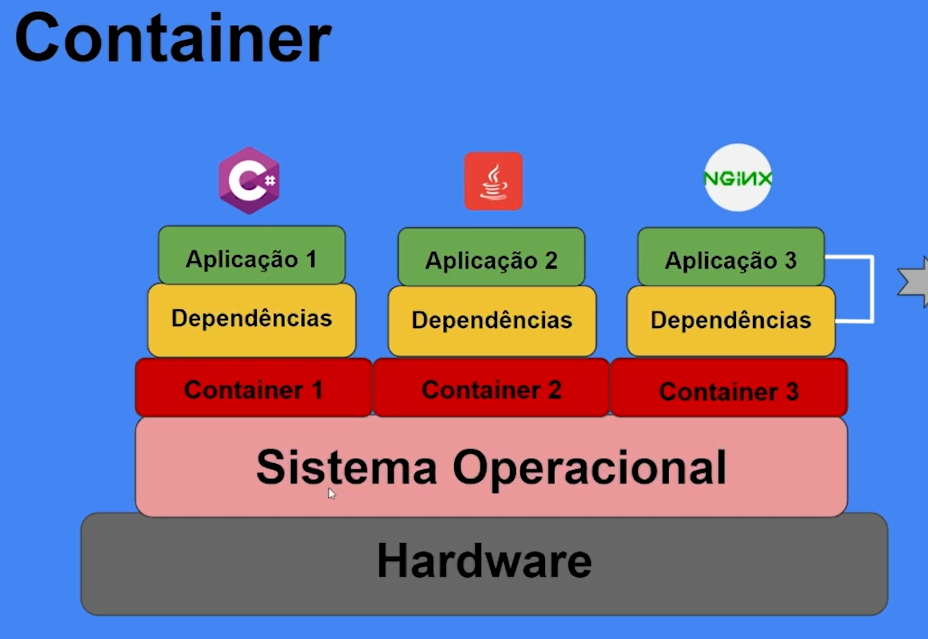 Container
C#
NGiNX
Aplicação 1
Aplicação 2
Aplicação 3
Dependências
Dependências
Dependências
Container 1
Container 2
Container 3
Sistema Operacional
Hardware